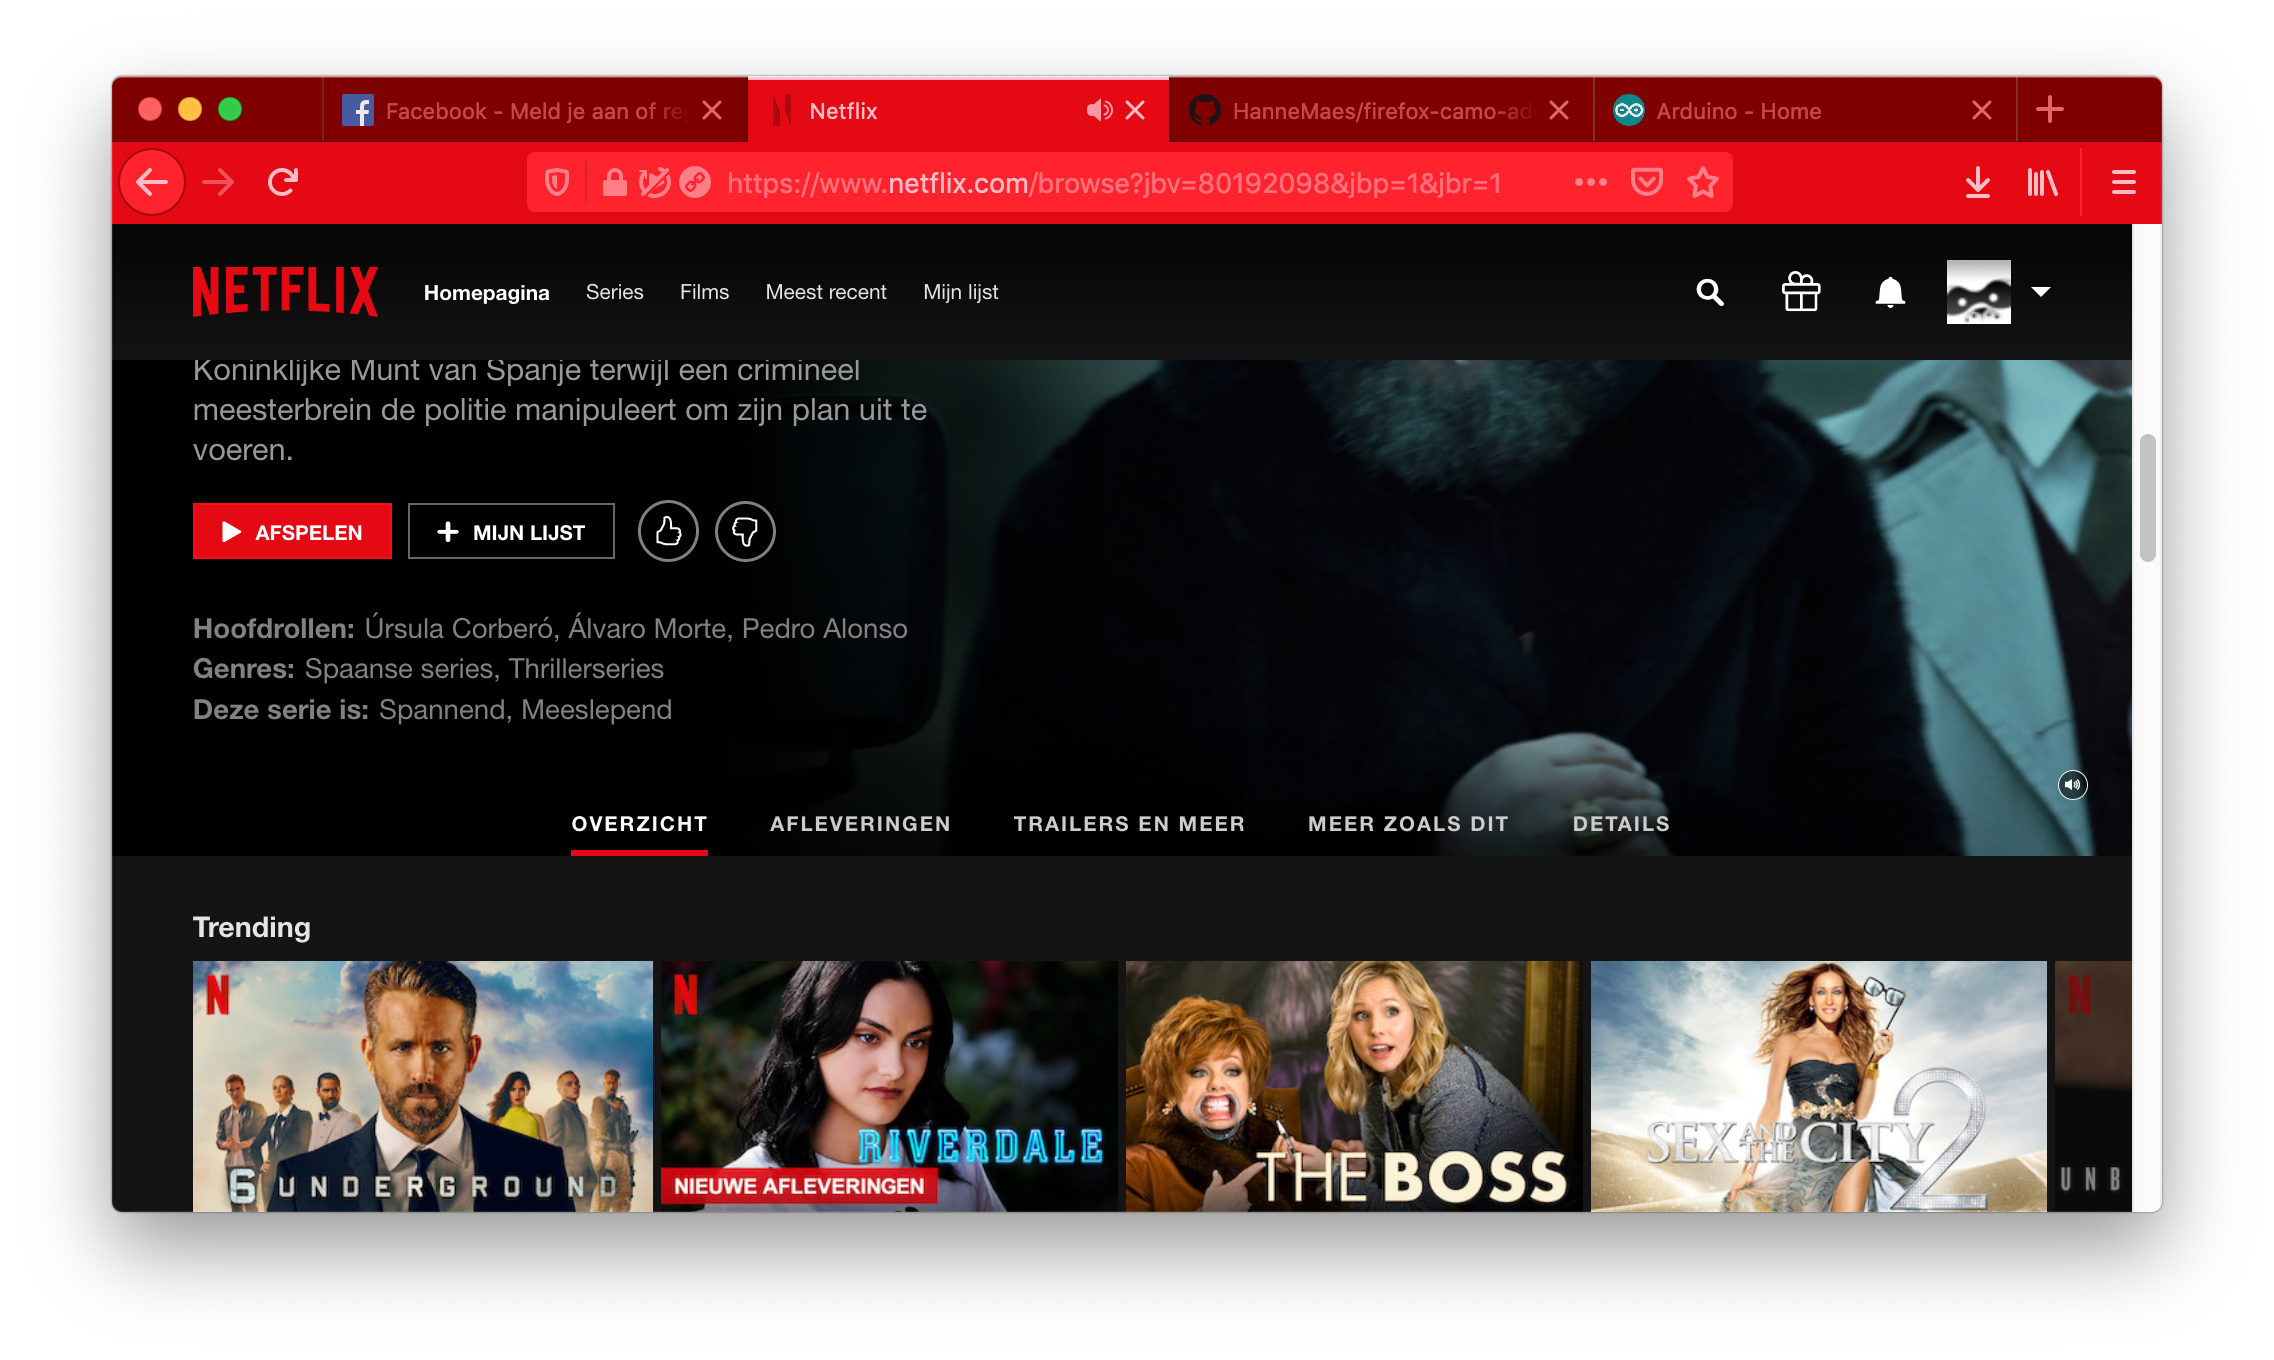 Facebook - Meld je aan of reg
Netflix
HanneMaes/firefox-camo-ad
Arduino - Home
https://www.netflix.com/browse?jbv=80192098&jbp=1&jbr=1
NETFLIX
Homepagina
Series
Films
Meest recent
Mijn lijst
Koninklijke Munt van Spanje terwijl een crimineel
meesterbrein de politie manipuleert om zijn plan uit te
voeren.
AFSPELEN
MIJN LIJST
Hoofdrollen: Úrsula Corberó, Álvaro Morte, Pedro Alonso
Genres: Spaanse series, Thrillerseries
Deze serie is: Spannend, Meeslepend
OVERZICHT
AFLEVERINGEN
TRAILERS EN MEER
MEER ZOALS DIT
DETAILS
Trending
N
6 UNDERGROUND
N
RIVERDALE
NIEUWE AFLEVERINGEN
THE BOSS
SEX AND THE CITY 2
N
UNB